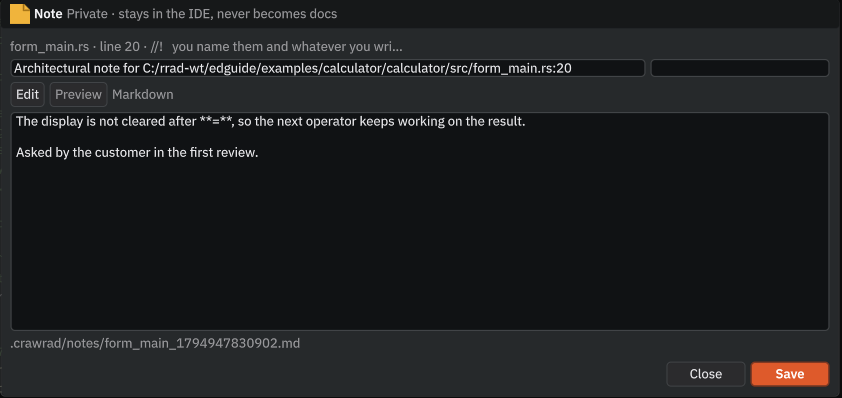 Note Private · stays in the IDE, never becomes docs
form_main.rs · line 20 · //! you name them and whatever you wri...
Architectural note for C:/rrad-wt/edguide/examples/calculator/calculator/src/form_main.rs:20
Edit Preview Markdown
The display is not cleared after **=**, so the next operator keeps working on the result.
Asked by the customer in the first review.
.crawrad/notes/form_main_1794947830902.md
Close Save